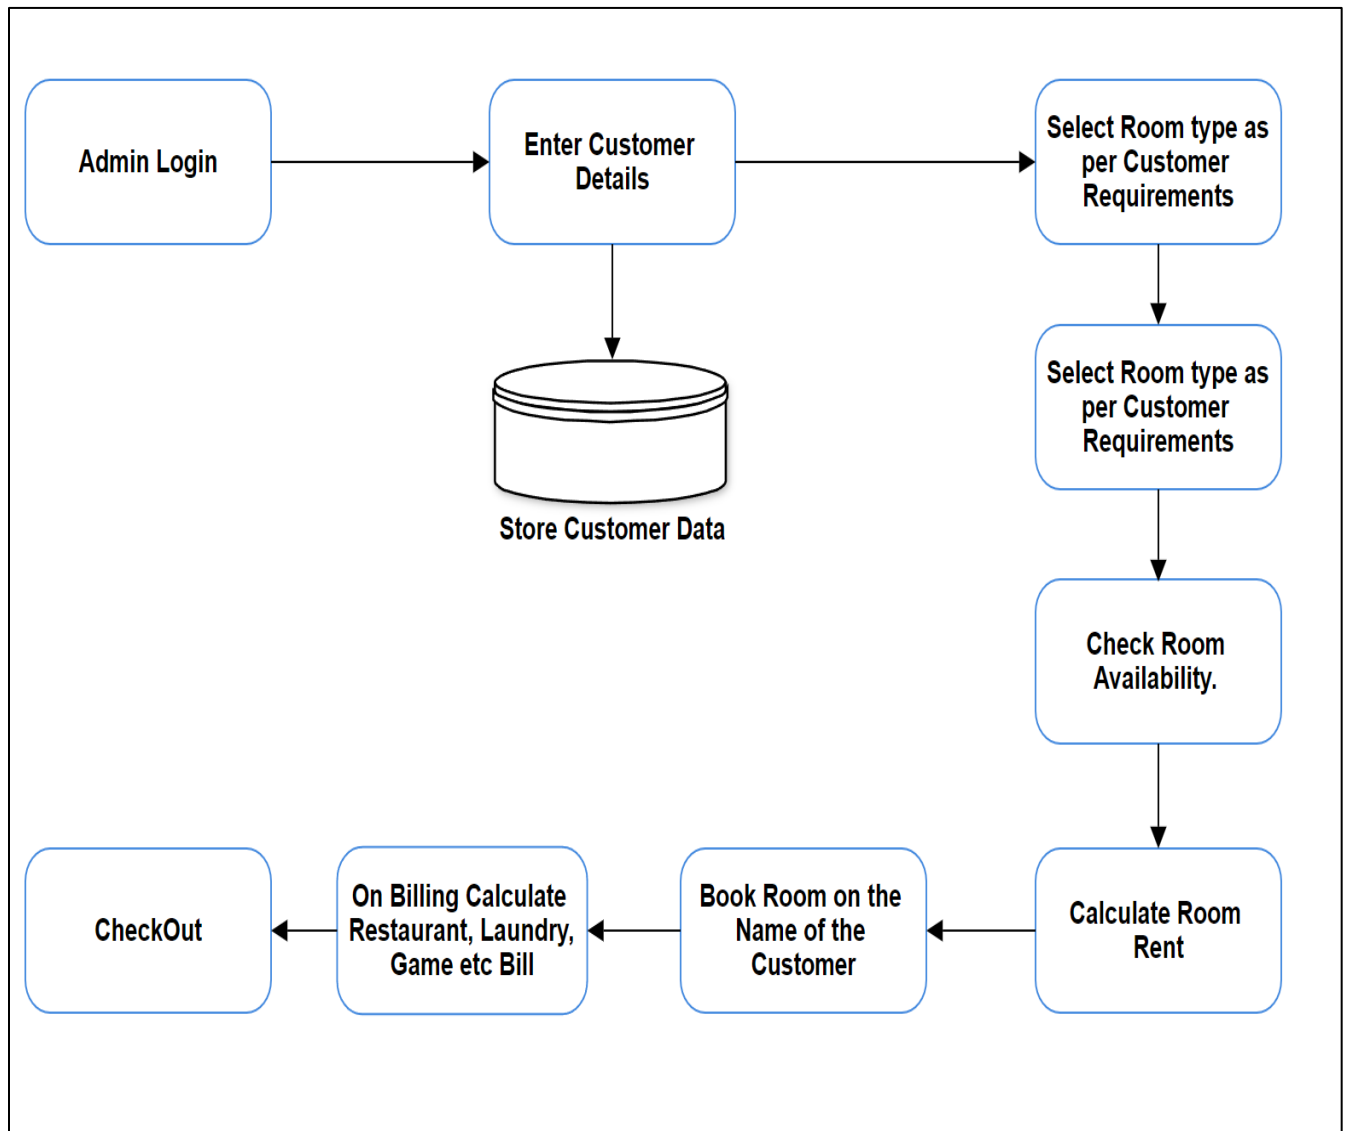 Admin Login
Enter Customer
Details
Select Room type as
per Customer
Requirements
Store Customer Data
Select Room type as
per Customer
Requirements
Check Room
Availability.
Calculate Room
Rent
Book Room on the
Name of the
Customer
On Billing Calculate
Restaurant, Laundry,
Game etc Bill
CheckOut